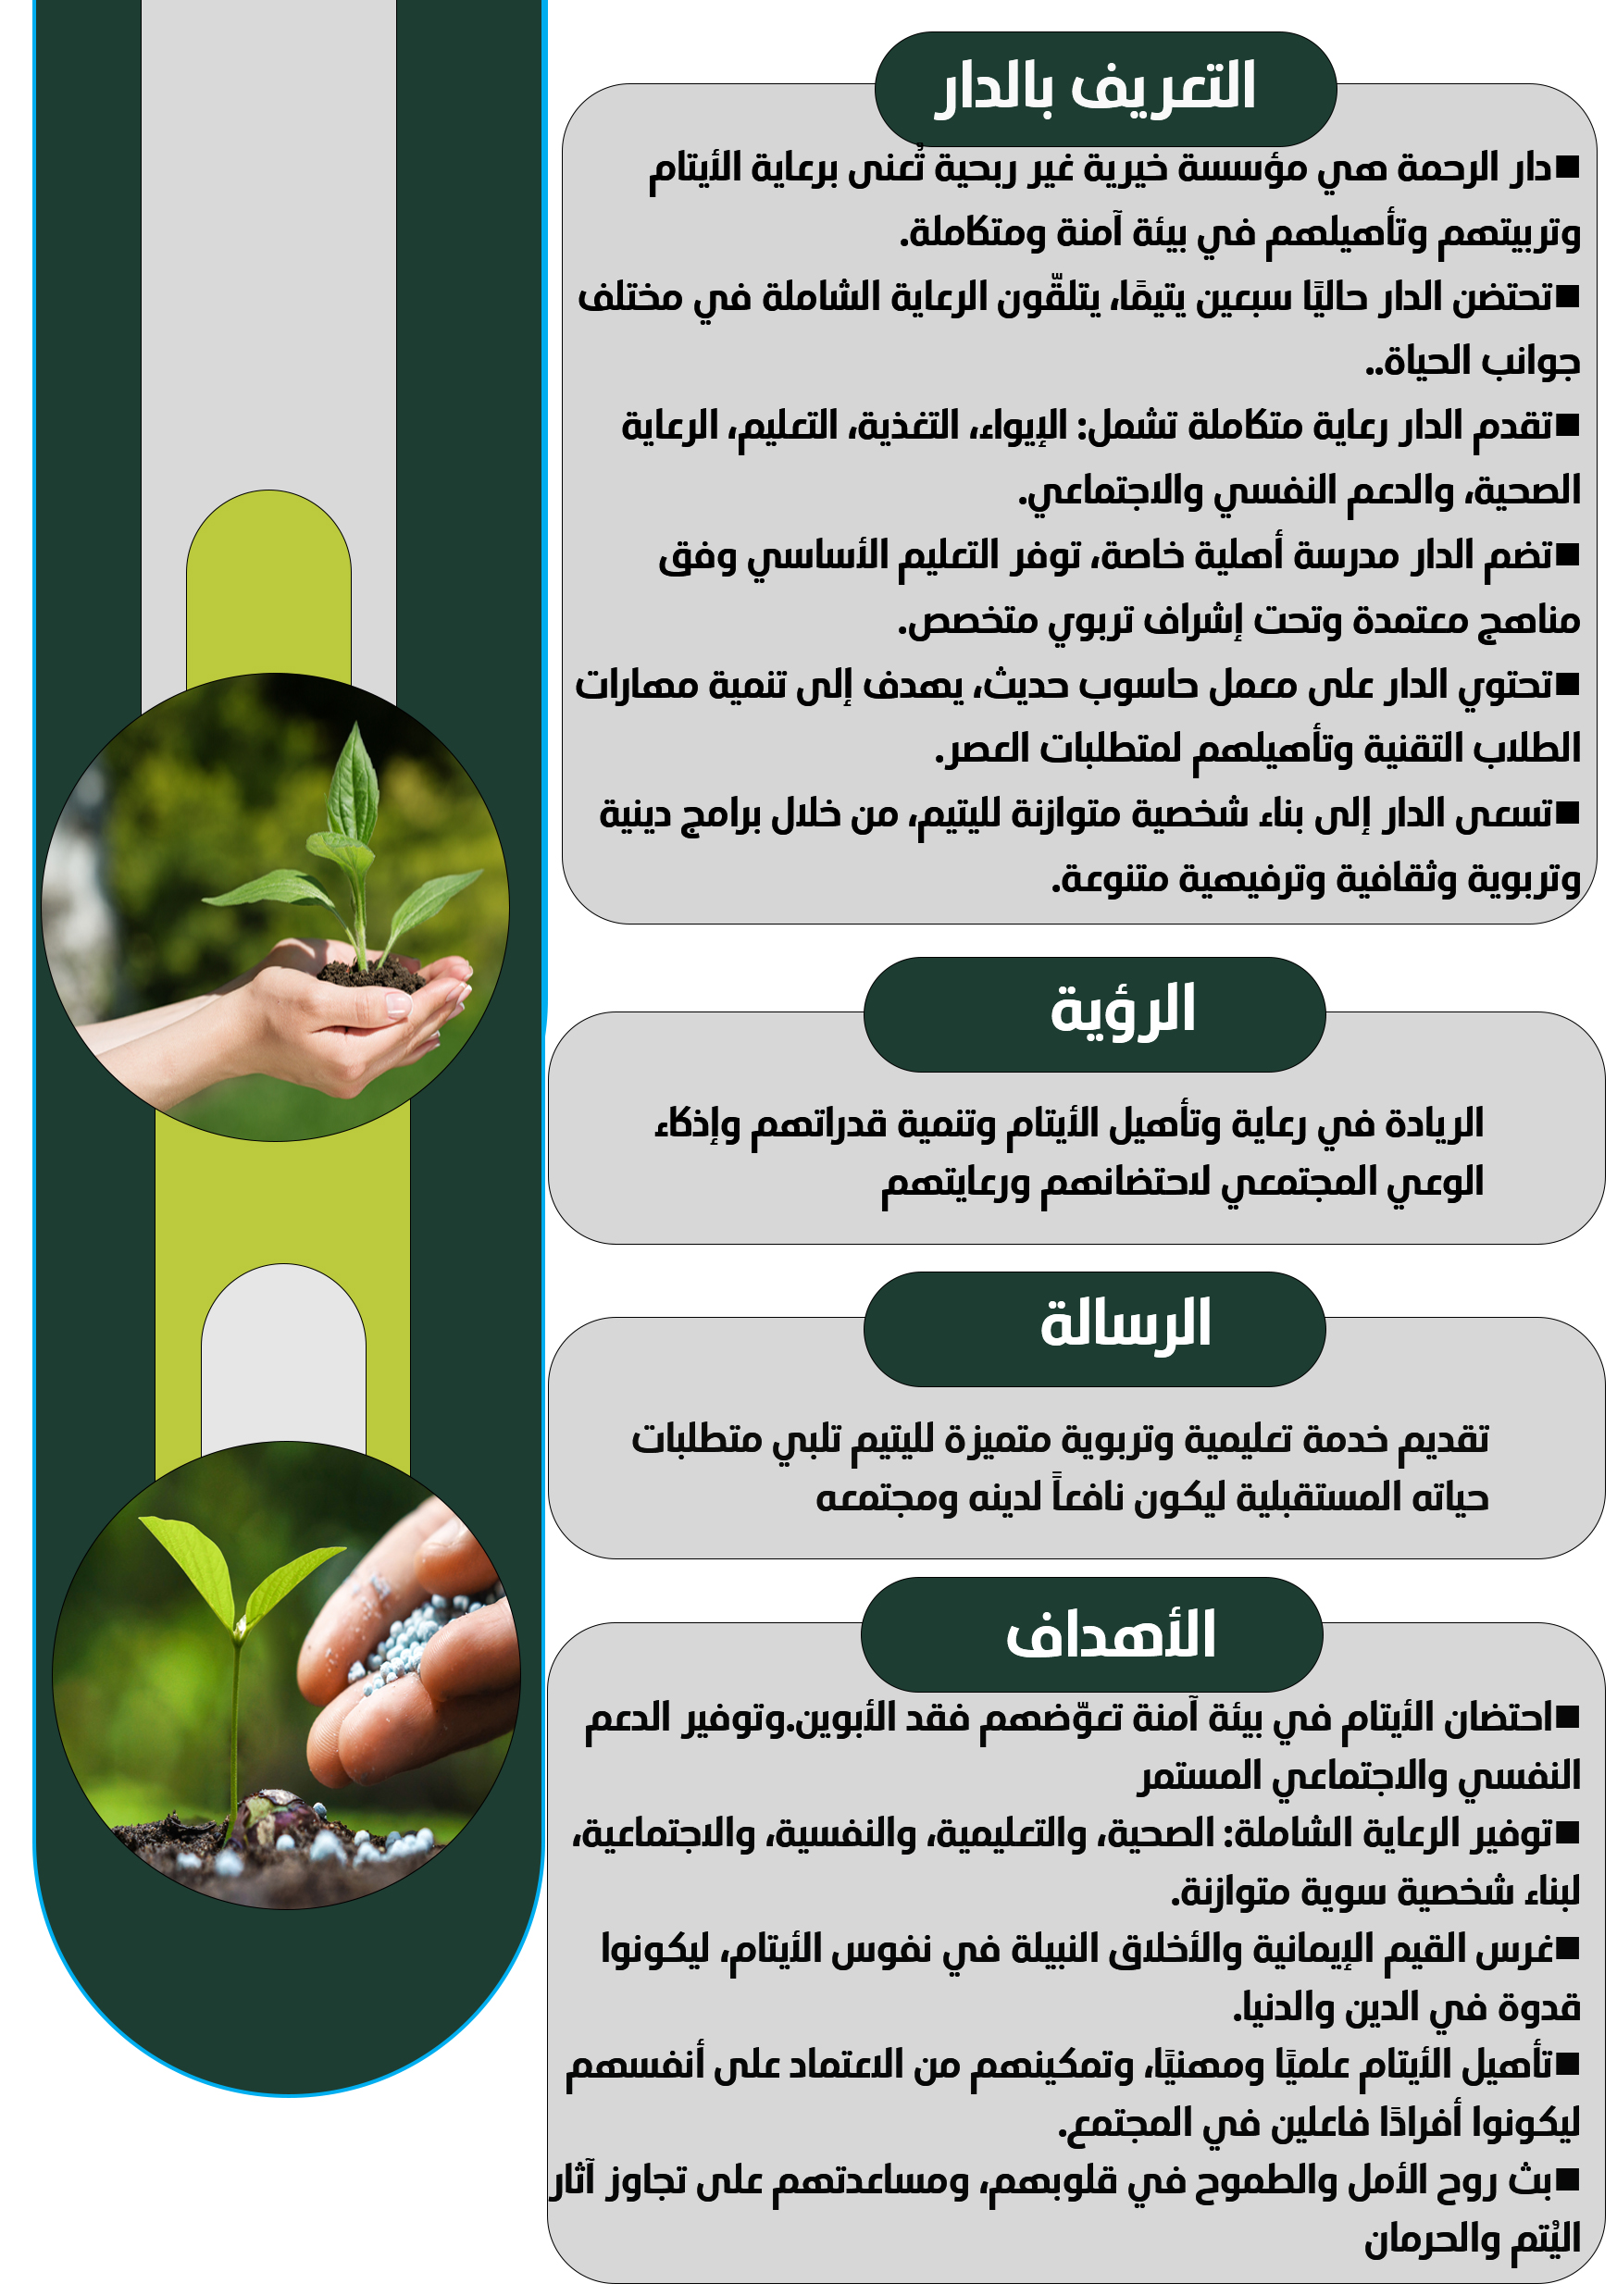 التعريف بالدار
■دار الرحمة هي مؤسسة خيرية غير ربحية تُعنى برعاية الأيتام
وتربيتهم وتأهيلهم في بيئة آمنة ومتكاملة.
■تحتضن الدار حاليًا سبعين يتيمًا، يتلقّون الرعاية الشاملة في مختلف
جوانب الحياة..
■تقدم الدار رعاية متكاملة تشمل: الإيواء، التغذية، التعليم، الرعاية
الصحية، والدعم النفسي والاجتماعي.
■تضم الدار مدرسة أهلية خاصة، توفر التعليم الأساسي وفق
مناهج معتمدة وتحت إشراف تربوي متخصص.
■تحتوي الدار على معمل حاسوب حديث، يهدف إلى تنمية مهارات
الطلاب التقنية وتأهيلهم لمتطلبات العصر.
■تسعى الدار إلى بناء شخصية متوازنة لليتيم، من خلال برامج دينية
وتربوية وثقافية وترفيهية متنوعة.
الرؤية
الريادة في رعاية وتأهيل الأيتام وتنمية قدراتهم وإذكاء
الوعي المجتمعي لاحتضانهم ورعايتهم
الرسالة
تقديم خدمة تعليمية وتربوية متميزة لليتيم تلبي متطلبات
حياته المستقبلية ليكون نافعاً لدينه ومجتمعه
الأهداف
■احتضان الأيتام في بيئة آمنة تعوّضهم فقد الأبوين.وتوفير الدعم
النفسي والاجتماعي المستمر
■توفير الرعاية الشاملة: الصحية، والتعليمية، والنفسية، والاجتماعية،
لبناء شخصية سوية متوازنة.
■غرس القيم الإيمانية والأخلاق النبيلة في نفوس الأيتام، ليكونوا
قدوة في الدين والدنيا.
■تأهيل الأيتام علميًا ومهنيًا، وتمكينهم من الاعتماد على أنفسهم
ليكونوا أفرادًا فاعلين في المجتمع.
■بث روح الأمل والطموح في قلوبهم، ومساعدتهم على تجاوز آثار
اليُتم والحرمان